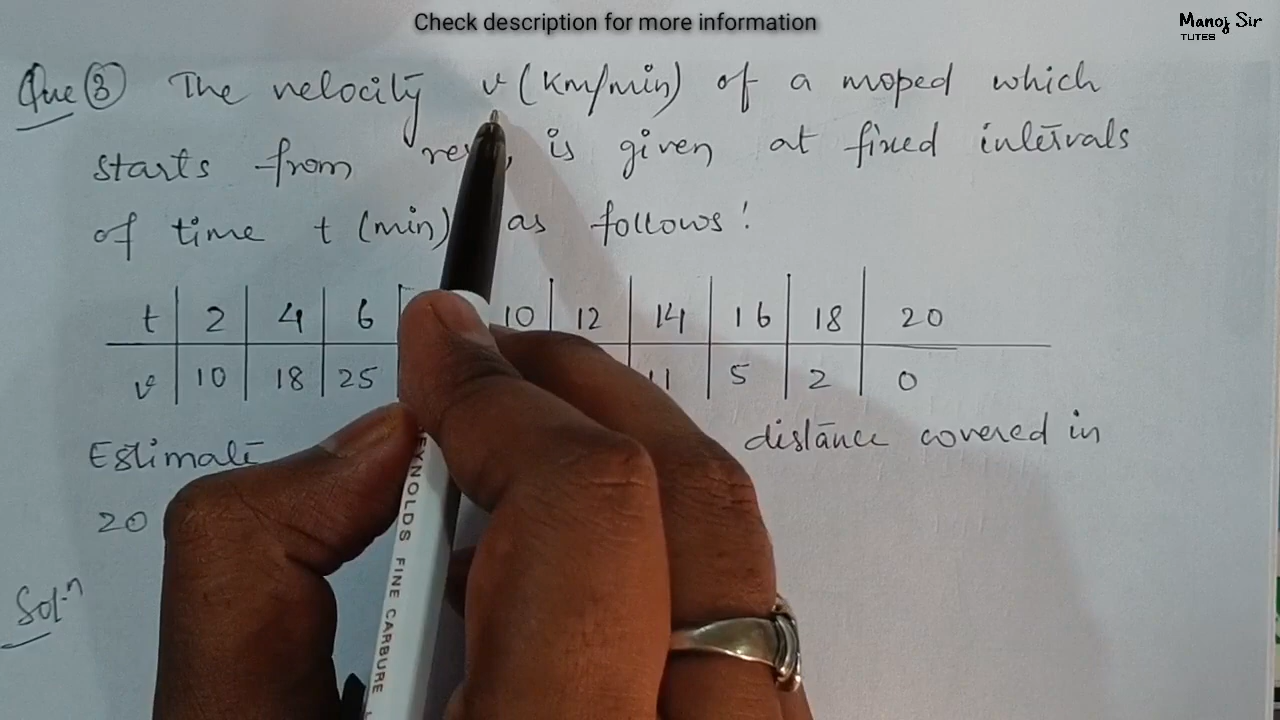 Check description for more information
Manoj Sir
TUTES
Que 3 The velocity v (km/min) of a moped which
starts from , is given at fixed intervals
of time t (min) as follows:
t 2 4 6 10 12 14 16 18 20
v 10 18 25 11 5 2 0
Estimate distance covered in
20
Sol.n
REYNOLDS FINE CARBURE